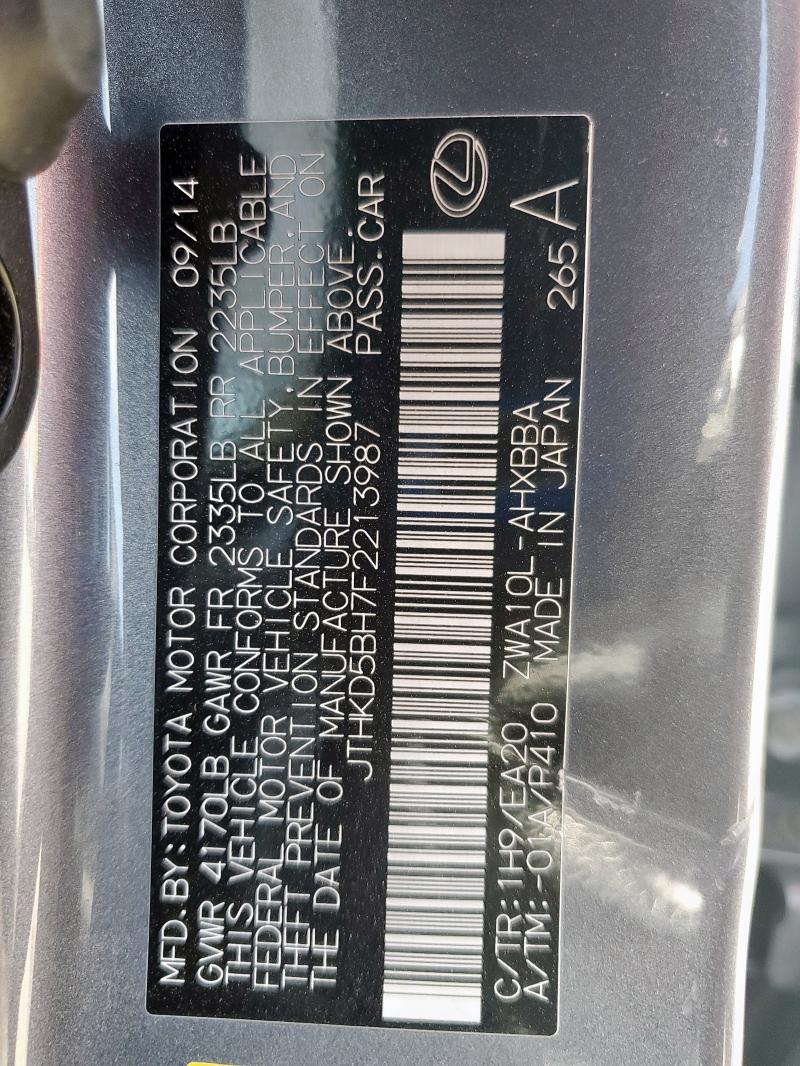 MFD.BY:TOYOTA MOTOR CORPORATION 09/14
GVWR 4170LB GAWR FR 2335LB RR 2235LB
THIS VEHICLE CONFORMS TO ALL APPLICABLE
FEDERAL MOTOR VEHICLE SAFETY,BUMPER,AND
THEFT PREVENTION STANDARDS IN EFFECT ON
THE DATE OF MANUFACTURE SHOWN ABOVE.
JTHKD5BH7F2213987 PASS.CAR
C/TR:1H9/EA20 ZWA10L-AHXBBA 265 A
A/TM:-01A/P410 MADE IN JAPAN